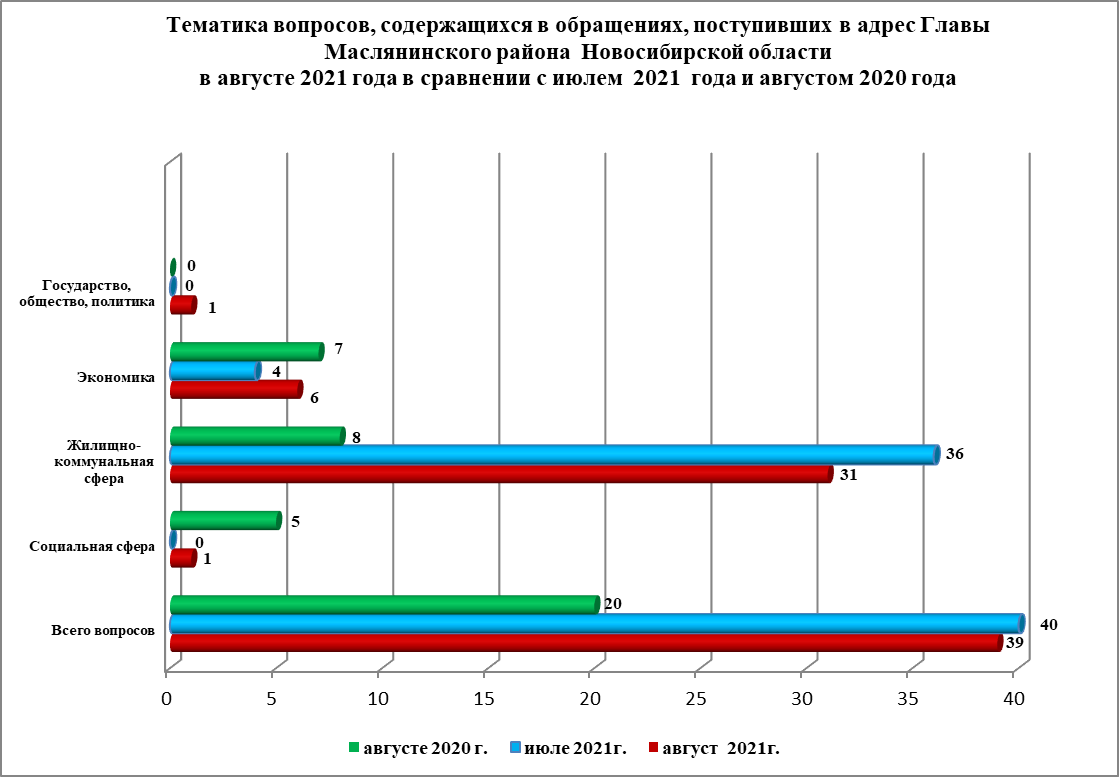 Тематика вопросов, содержащихся в обращениях, поступивших в адрес Главы
Маслянинского района Новосибирской области
в августе 2021 года в сравнении с июлем 2021 года и августом 2020 года
0
0
1
Государство,
общество, политика
7
4
6
Экономика
8
36
31
Жилищно-
коммунальная
сфера
5
0
1
Социальная сфера
20
40
39
Всего вопросов
0 5 10 15 20 25 30 35 40
августе 2020 г. июле 2021г. август 2021г.